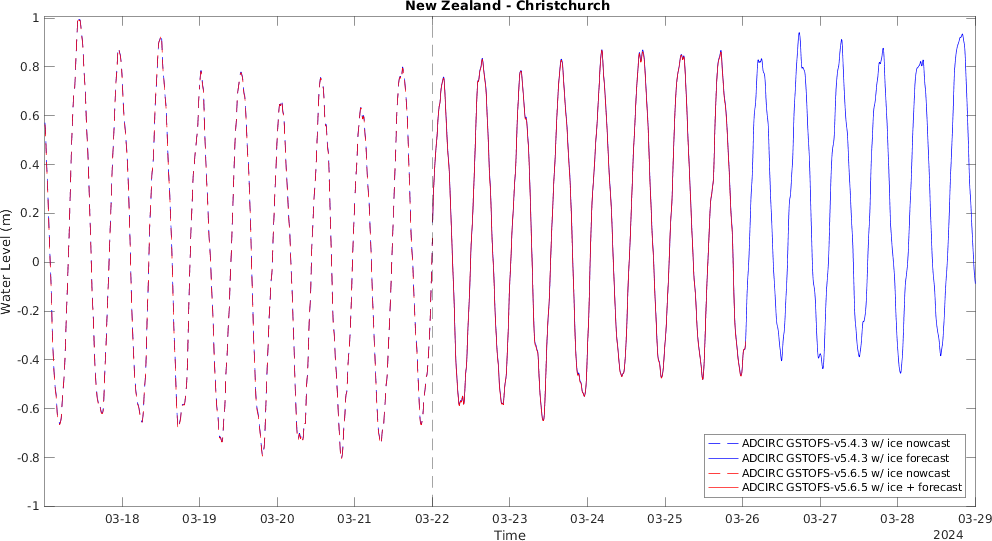 New Zealand - Christchurch
1
0.8
0.6
0.4
0.2
0
-0.2
-0.4
-0.6
-0.8
-1
Water Level (m)
ADCIRC GSTOFS-v5.4.3 w/ ice nowcast
ADCIRC GSTOFS-v5.4.3 w/ ice forecast
ADCIRC GSTOFS-v5.6.5 w/ ice nowcast
ADCIRC GSTOFS-v5.6.5 w/ ice + forecast
03-18 03-19 03-20 03-21 03-22 03-23 03-24 03-25 03-26 03-27 03-28 03-29
Time
2024